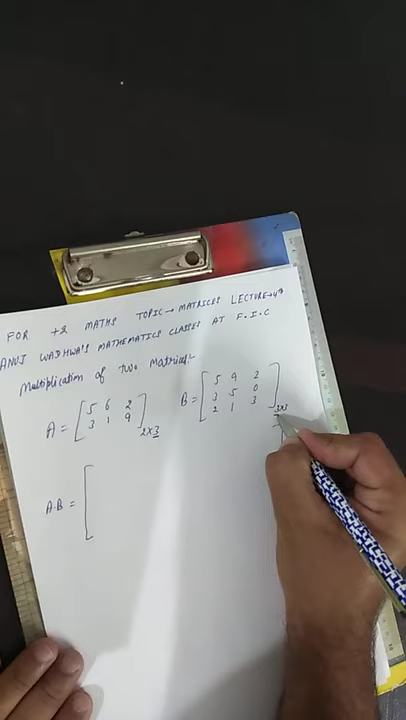 FOR +2 MATHS TOPIC → MATRICES LECTURE → 4th
ANUJ WADHWA'S MATHEMATICS CLASSES AT F.I.C
Multiplication of two Matrices:-
A = [ 5 6 2
3 1 9 ] 2×3
B = [ 5 9 2
3 5 0
2 1 3 ] 3×3
A·B = [